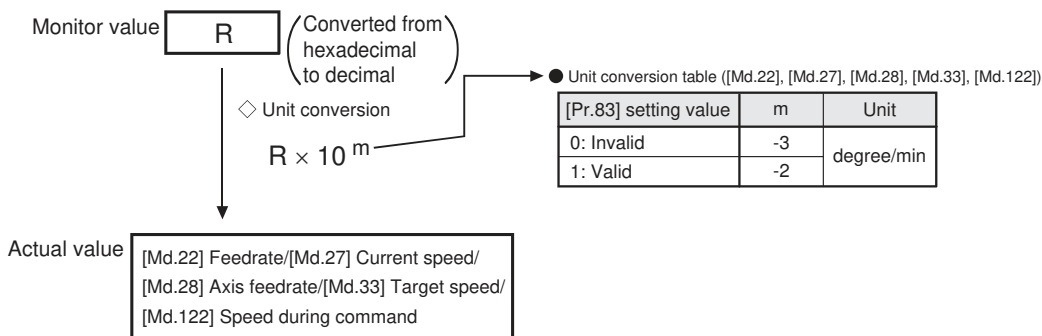 Monitor value
R
(Converted from
hexadecimal
to decimal)
◇ Unit conversion
R × 10 m
● Unit conversion table ([Md.22], [Md.27], [Md.28], [Md.33], [Md.122])
[Pr.83] setting value m Unit
0: Invalid -3 degree/min
1: Valid -2
Actual value
[Md.22] Feedrate/[Md.27] Current speed/
[Md.28] Axis feedrate/[Md.33] Target speed/
[Md.122] Speed during command